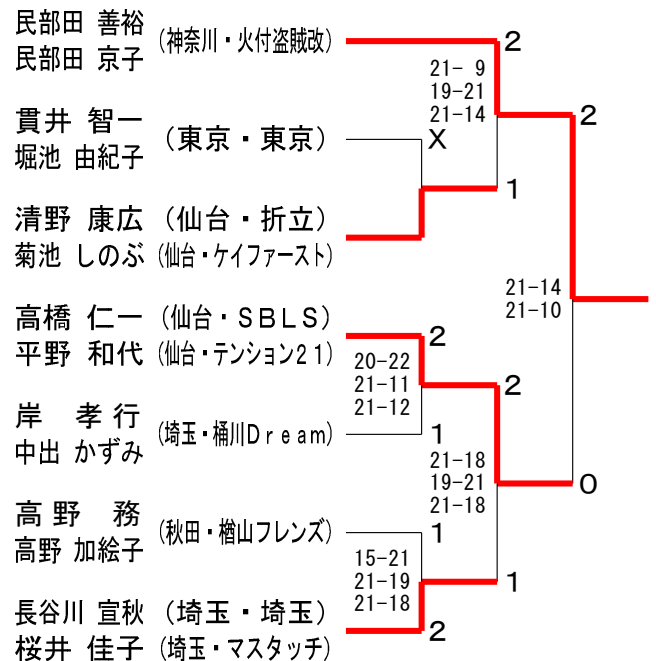 民部田 善裕
民部田 京子
(神奈川・火付盗賊改)
2
21- 9
19-21
21-14
2
貫井 智一
堀池 由紀子
(東京・東京)
X
1
清野 康広 (仙台・折立)
菊池 しのぶ (仙台・ケイファースト)
21-14
21-10
高橋 仁一 (仙台・SBLS)
平野 和代 (仙台・テンション21)
2
20-22
21-11
21-12
2
岸 孝行
中出 かずみ
(埼玉・桶川Dream)
1
21-18
19-21
21-18
0
高野 務
高野 加絵子
(秋田・楢山フレンズ)
1
15-21
21-19
21-18
1
長谷川 宣秋 (埼玉・埼玉)
桜井 佳子 (埼玉・マスタッチ)
2